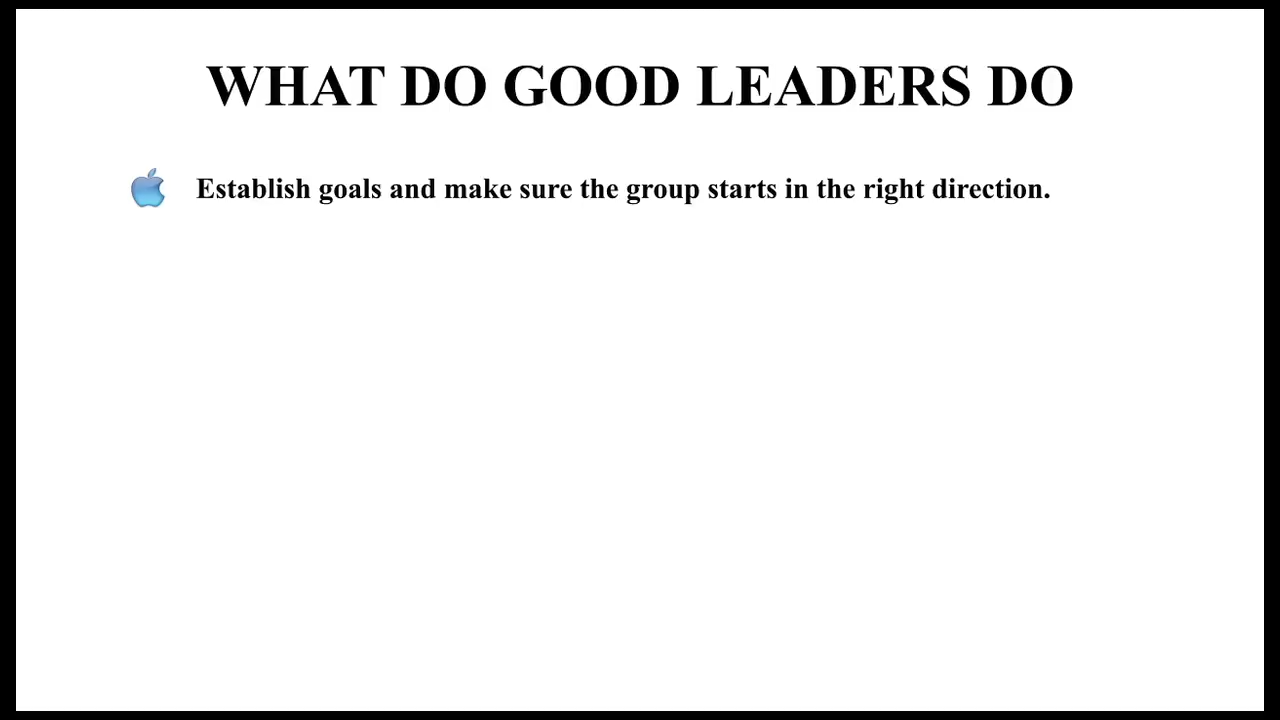 WHAT DO GOOD LEADERS DO
Establish goals and make sure the group starts in the right direction.